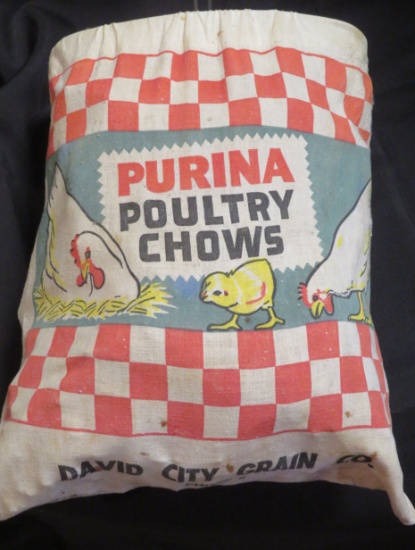 PURINA
POULTRY
CHOWS
DAVID CITY GRAIN CO.